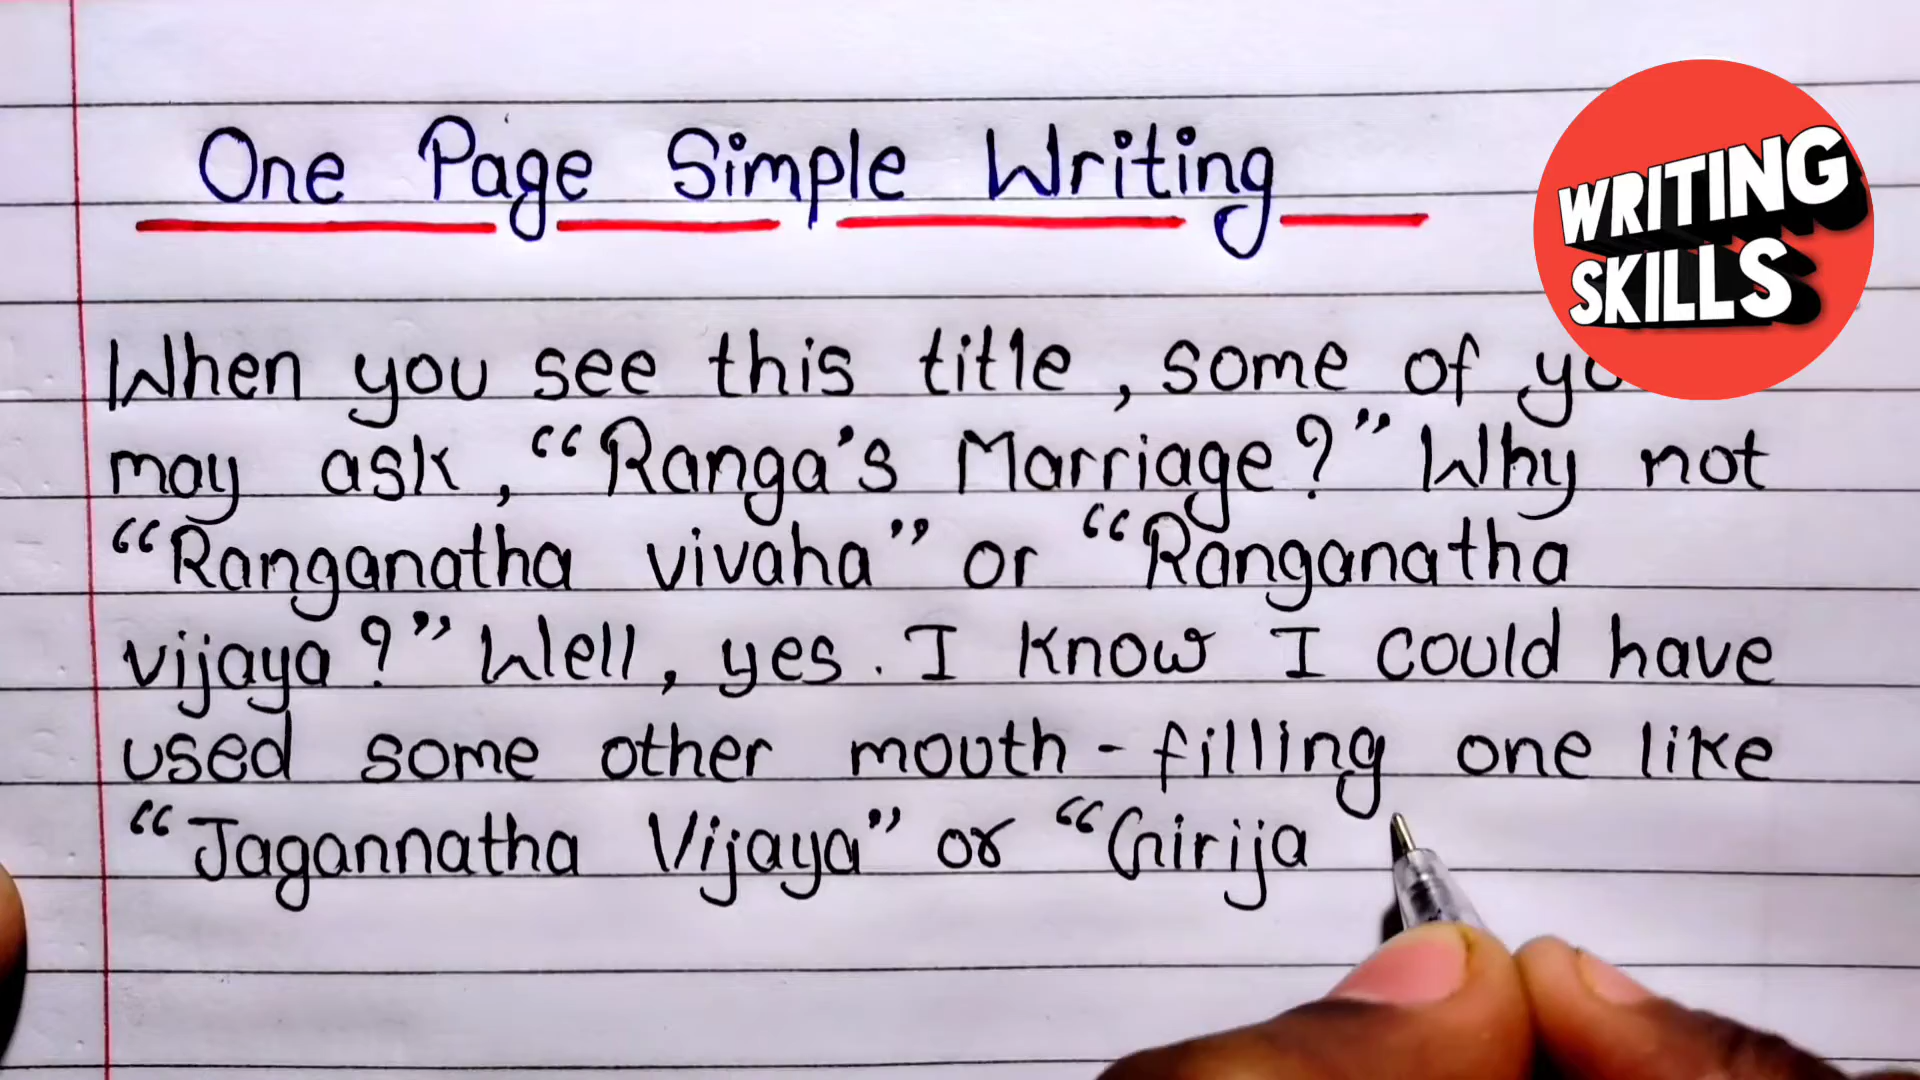 One Page Simple Writing
WRITING
SKILLS
When you see this title, some of yo
may ask, "Ranga's Marriage?" Why not
"Ranganatha vivaha" or "Ranganatha
vijaya?" Well, yes. I know I could have
used some other mouth-filling one like
"Jagannatha Vijaya" or "Girija